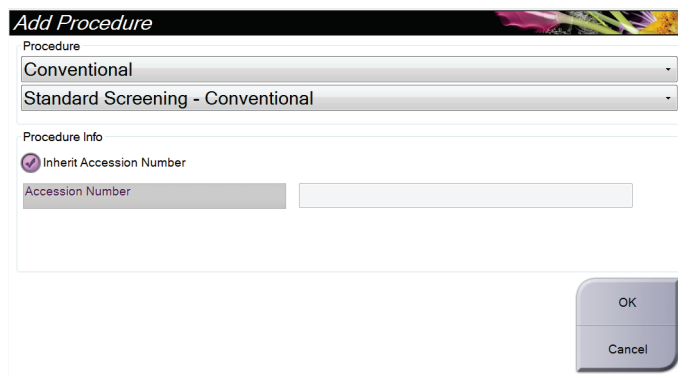 Add Procedure
Procedure
Conventional
Standard Screening - Conventional
Procedure Info
Inherit Accession Number
Accession Number
OK
Cancel